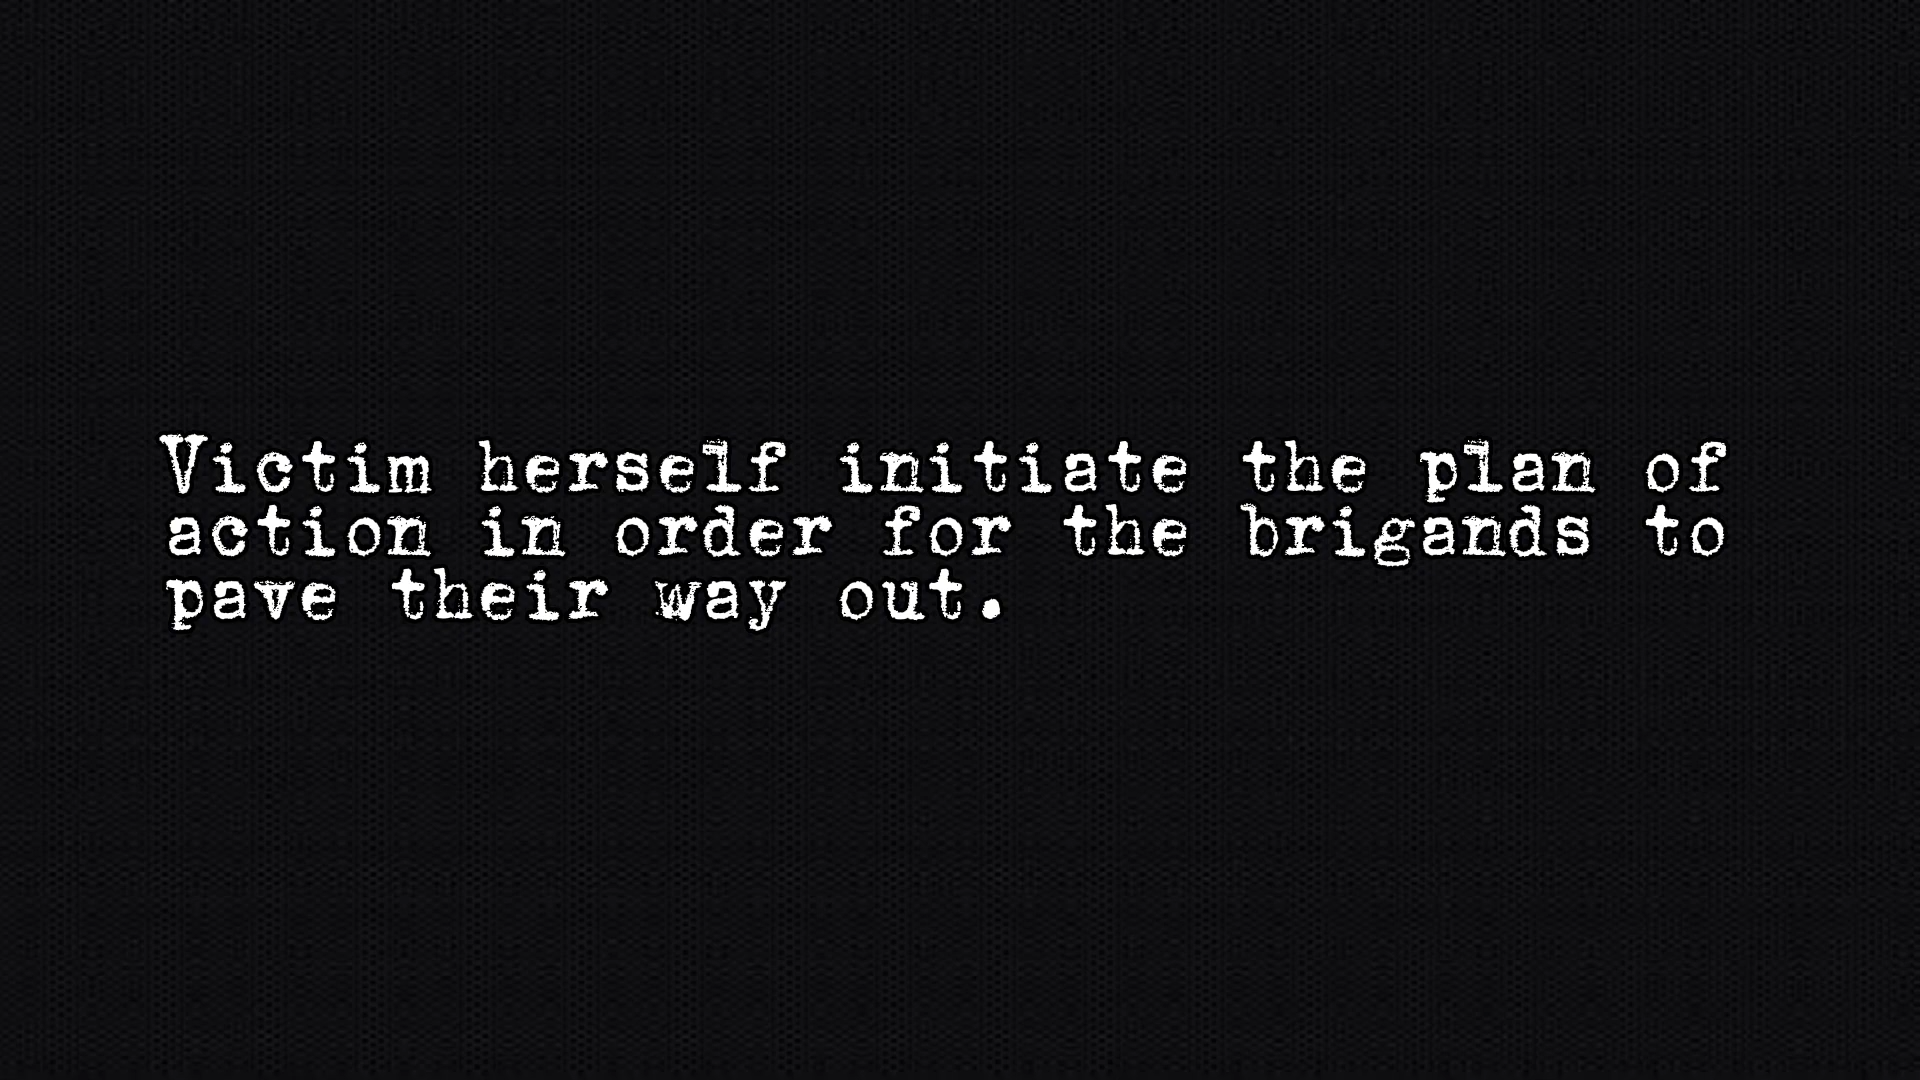 Victim herself initiate the plan of
action in order for the brigands to
pave their way out.